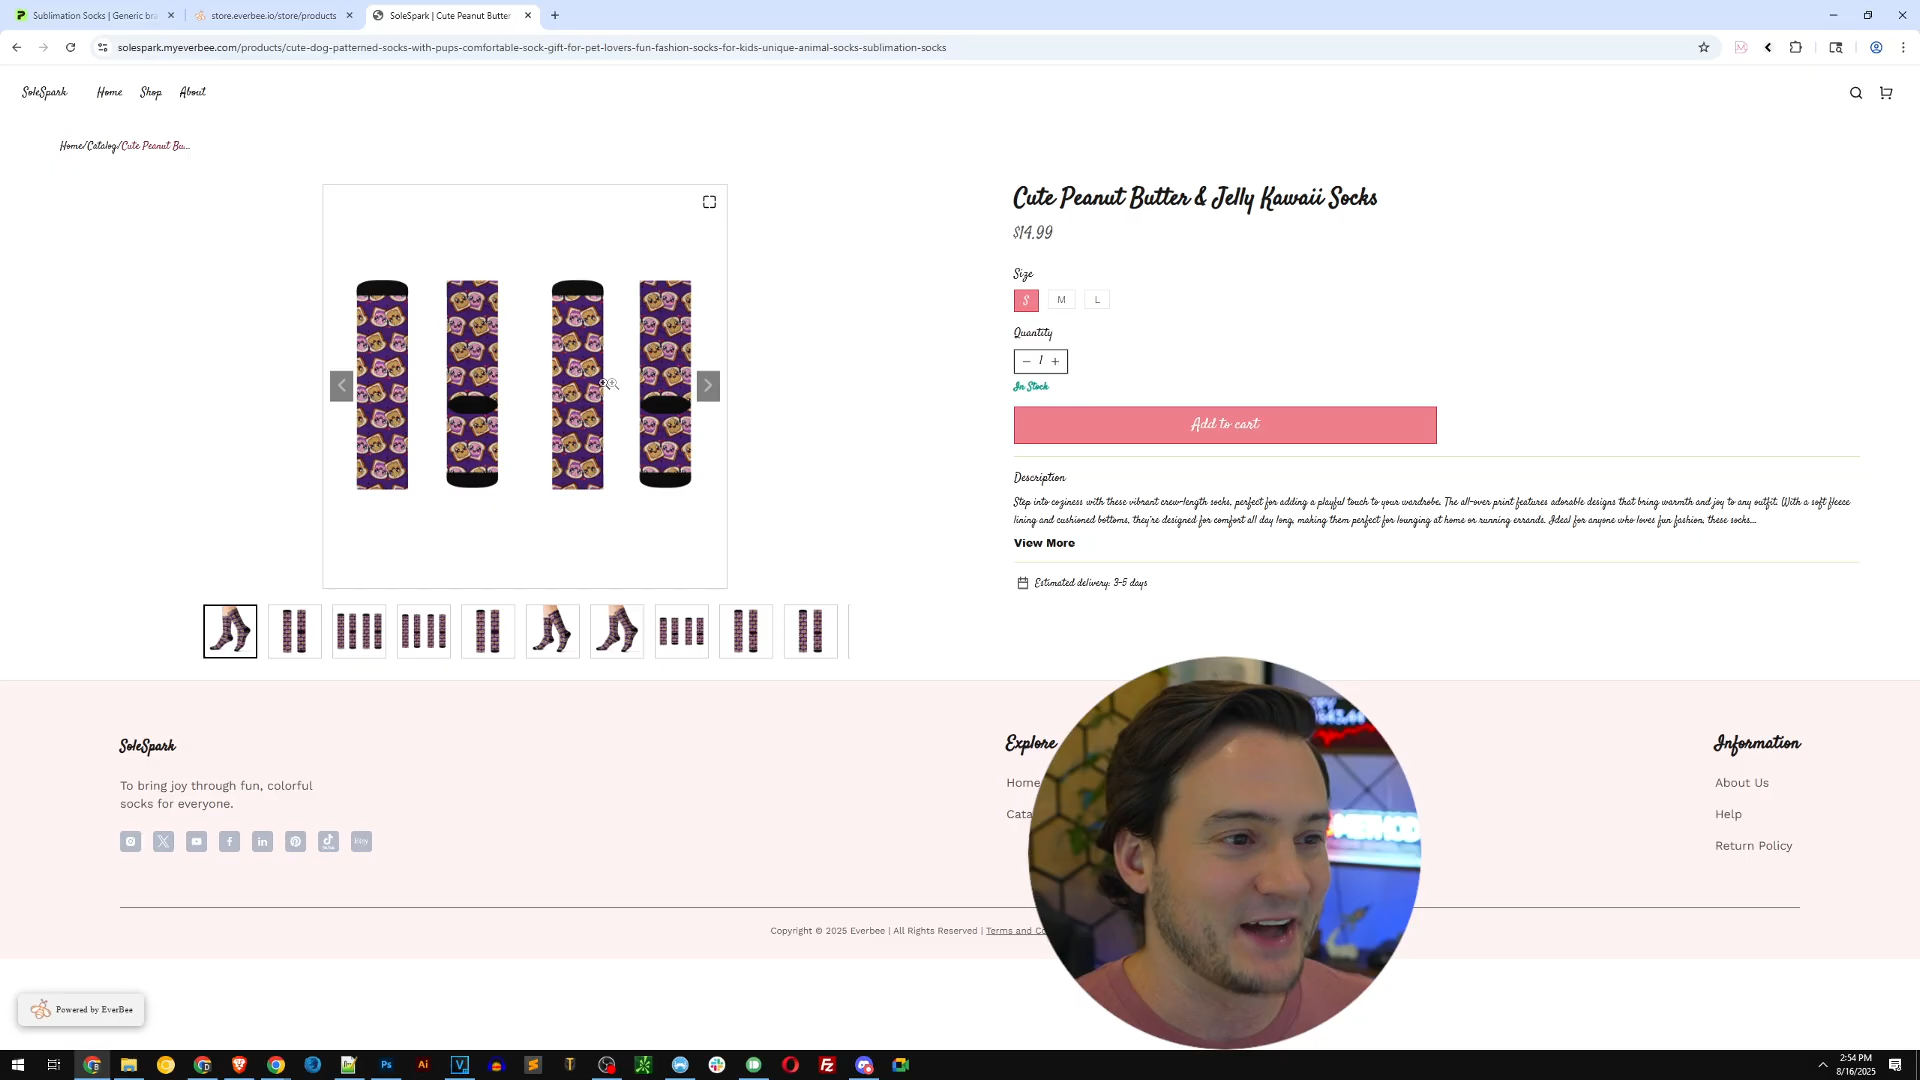 Sublimation Socks | Generic bra
store.everbee.io/store/products
SoleSpark | Cute Peanut Butter
solespark.myeverbee.com/products/cute-dog-patterned-socks-with-pups-comfortable-sock-gift-for-pet-lovers-fun-fashion-socks-for-kids-unique-animal-socks-sublimation-socks
SoleSpark Home Shop About
Home/Catalog/Cute Peanut Bu...
Cute Peanut Butter & Jelly Kawaii Socks
$14.99
Size
S M L
Quantity
− 1 +
In Stock
Add to cart
Description
Step into coziness with these vibrant crew-length socks, perfect for adding a playful touch to your wardrobe. The all-over print features adorable designs that bring warmth and joy to any outfit. With a soft fleece
lining and cushioned bottoms, they're designed for comfort all day long, making them perfect for lounging at home or running errands. Ideal for anyone who loves fun fashion, these socks...
View More
Estimated delivery: 3-5 days
SoleSpark
To bring joy through fun, colorful
socks for everyone.
Etsy
Explore
Home
Cata
Information
About Us
Help
Return Policy
Copyright © 2025 Everbee | All Rights Reserved | Terms and Co
Powered by EverBee
2:54 PM
8/16/2025